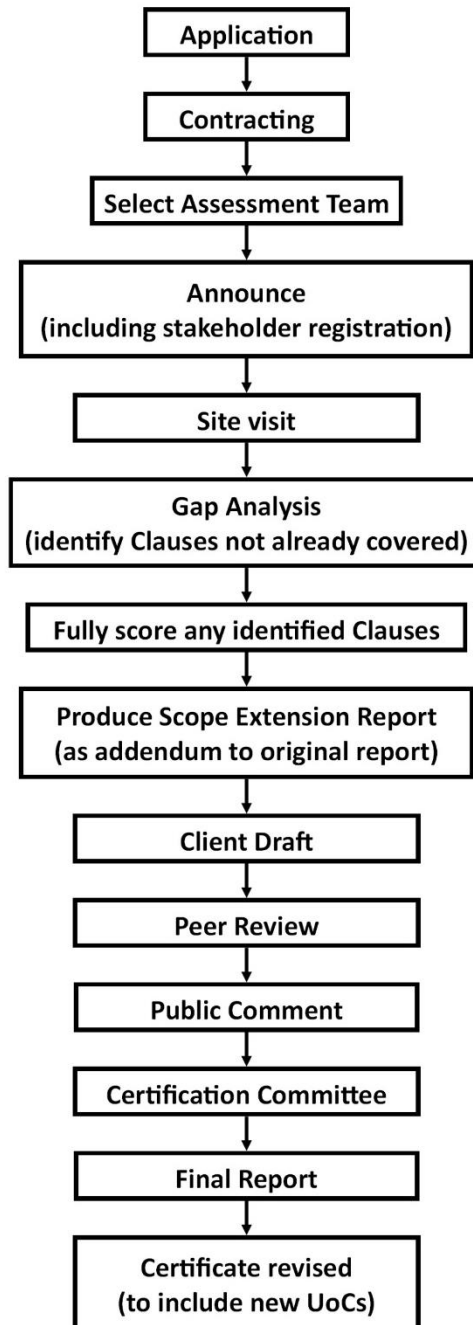 Application
Contracting
Select Assessment Team
Announce
(including stakeholder registration)
Site visit
Gap Analysis
(identify Clauses not already covered)
Fully score any identified Clauses
Produce Scope Extension Report
(as addendum to original report)
Client Draft
Peer Review
Public Comment
Certification Committee
Final Report
Certificate revised
(to include new UoCs)